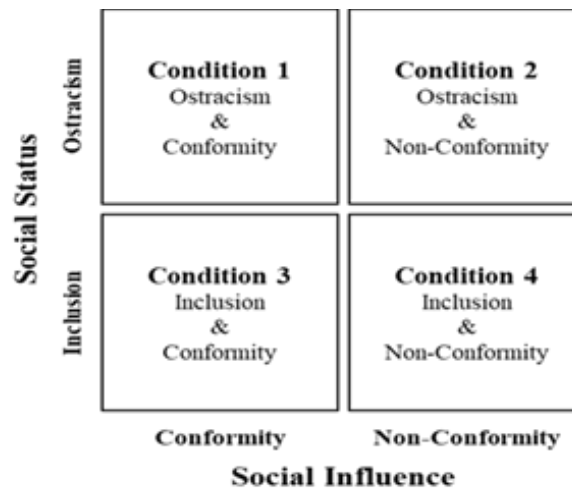 Social Status
Ostracism
Condition 1
Ostracism
&
Conformity
Condition 2
Ostracism
&
Non-Conformity
Inclusion
Condition 3
Inclusion
&
Conformity
Condition 4
Inclusion
&
Non-Conformity
Conformity
Non-Conformity
Social Influence